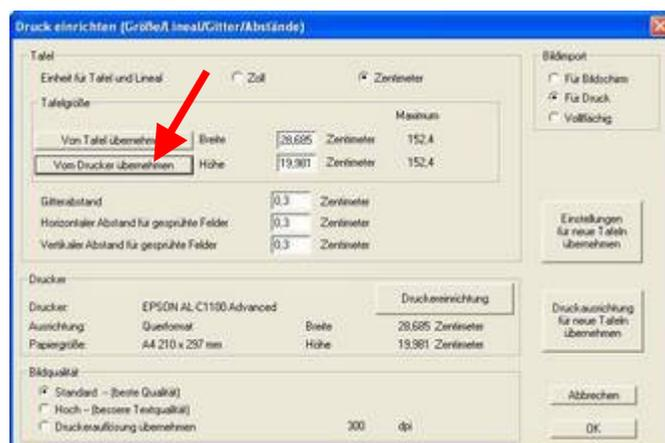 Druck einrichten (Größe/Lineal/Gitter/Abstände)
Tafel
Einheit für Tafel und Lineal Zoll Zentimeter
Tafelgröße
Maximum
Von Tafel übernehmen Breite 28,685 Zentimeter 152,4
Vom Drucker übernehmen Höhe 19,981 Zentimeter 152,4
Gitterabstand 0,3 Zentimeter
Horizontaler Abstand für gesprühte Felder 0,3 Zentimeter
Vertikaler Abstand für gesprühte Felder 0,3 Zentimeter
Drucker
Drucker: EPSON AL-C1100 Advanced Druckereinrichtung
Ausrichtung: Querformat Breite 28,685 Zentimeter
Papiergröße: A4 210 x 297 mm Höhe 19,981 Zentimeter
Bildqualität
Standard – (beste Qualität)
Hoch – (bessere Textqualität)
Druckerauflösung übernehmen 300 dpi
Bildimport
Für Bildschirm
Für Druck
Vollflächig
Einstellungen
für neue Tafeln
übernehmen
Druckausrichtung
für neue Tafeln
übernehmen
Abbrechen
OK